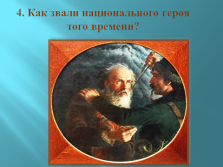 4. Как звали национального героя
того времени?